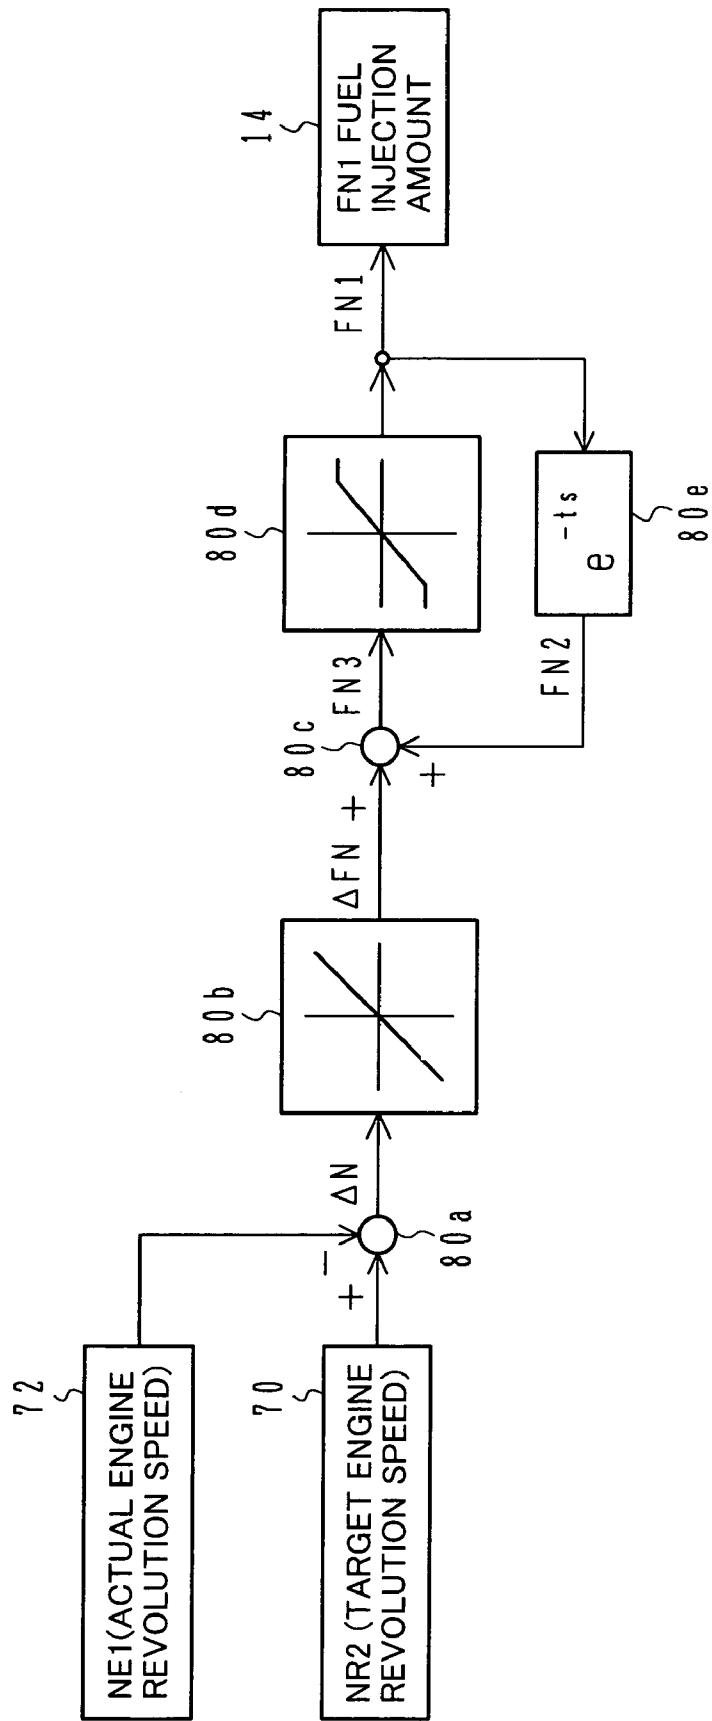 72
NE1(ACTUAL ENGINE
REVOLUTION SPEED)
70
NR2 (TARGET ENGINE
REVOLUTION SPEED)
−
+
80a
ΔN
80b
ΔFN
+
+
80c
FN3
80d
FN1
FN2
e
-ts
80e
14
FN1 FUEL
INJECTION
AMOUNT